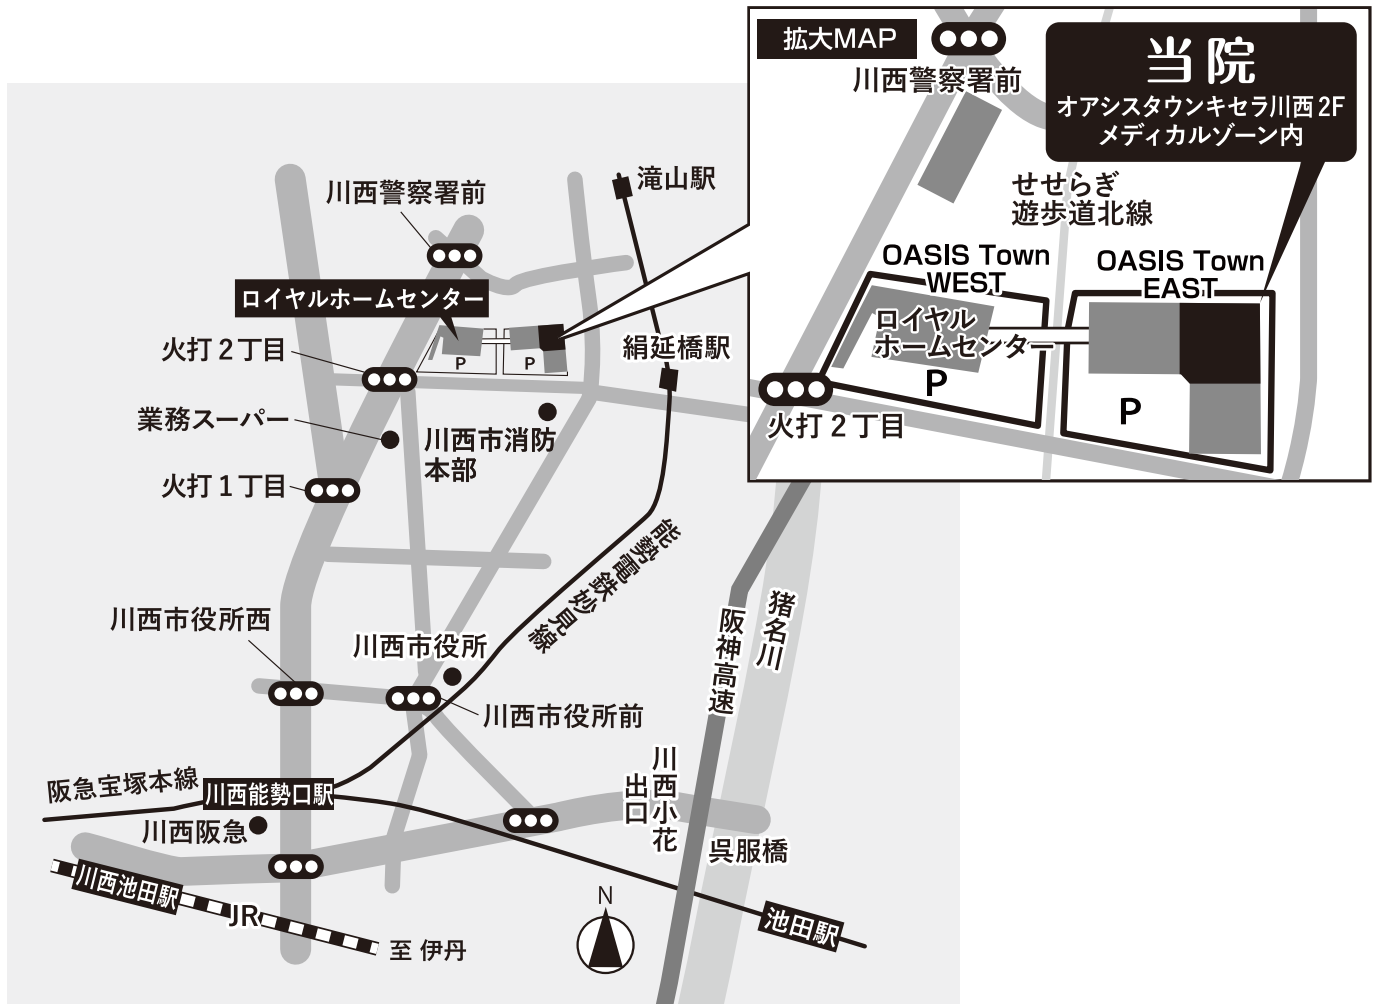 拡大MAP
川西警察署前
当院
オアシスタウンキセラ川西2F
メディカルゾーン内
せせらぎ
遊歩道北線
OASIS Town
WEST
OASIS Town
EAST
ロイヤル
ホームセンター
P
P
火打2丁目
滝山駅
川西警察署前
ロイヤルホームセンター
P
P
火打2丁目
絹延橋駅
業務スーパー
川西市消防
本部
火打1丁目
能勢電鉄妙見線
猪名川
阪神高速
川西市役所西
川西市役所
川西市役所前
川西小花
出口
阪急宝塚本線
川西能勢口駅
川西阪急
呉服橋
川西池田駅
JR
至 伊丹
N
池田駅